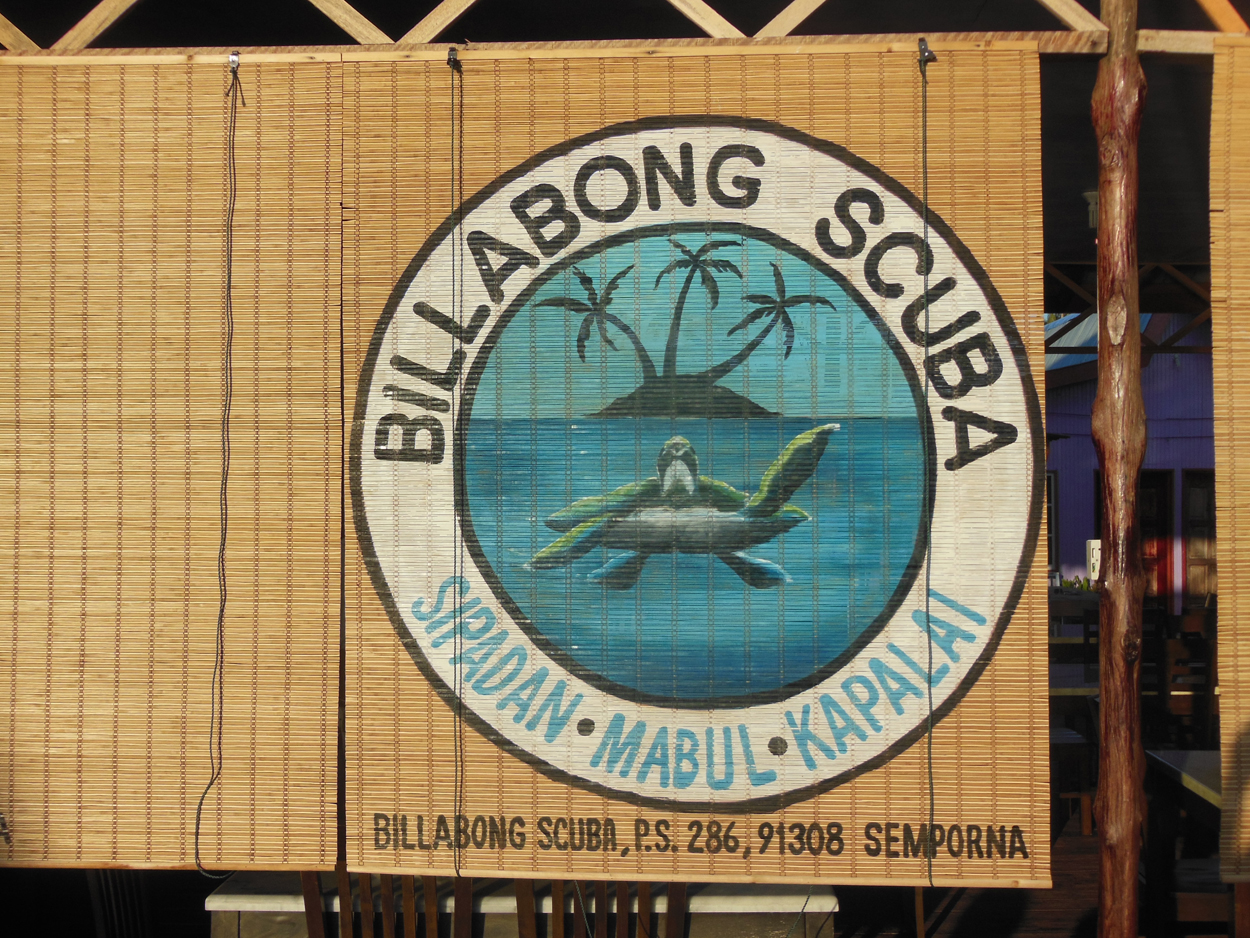 BILLABONG SCUBA
SIPADAN • MABUL • KAPALAI
BILLABONG SCUBA, P.S. 286, 91308 SEMPORNA